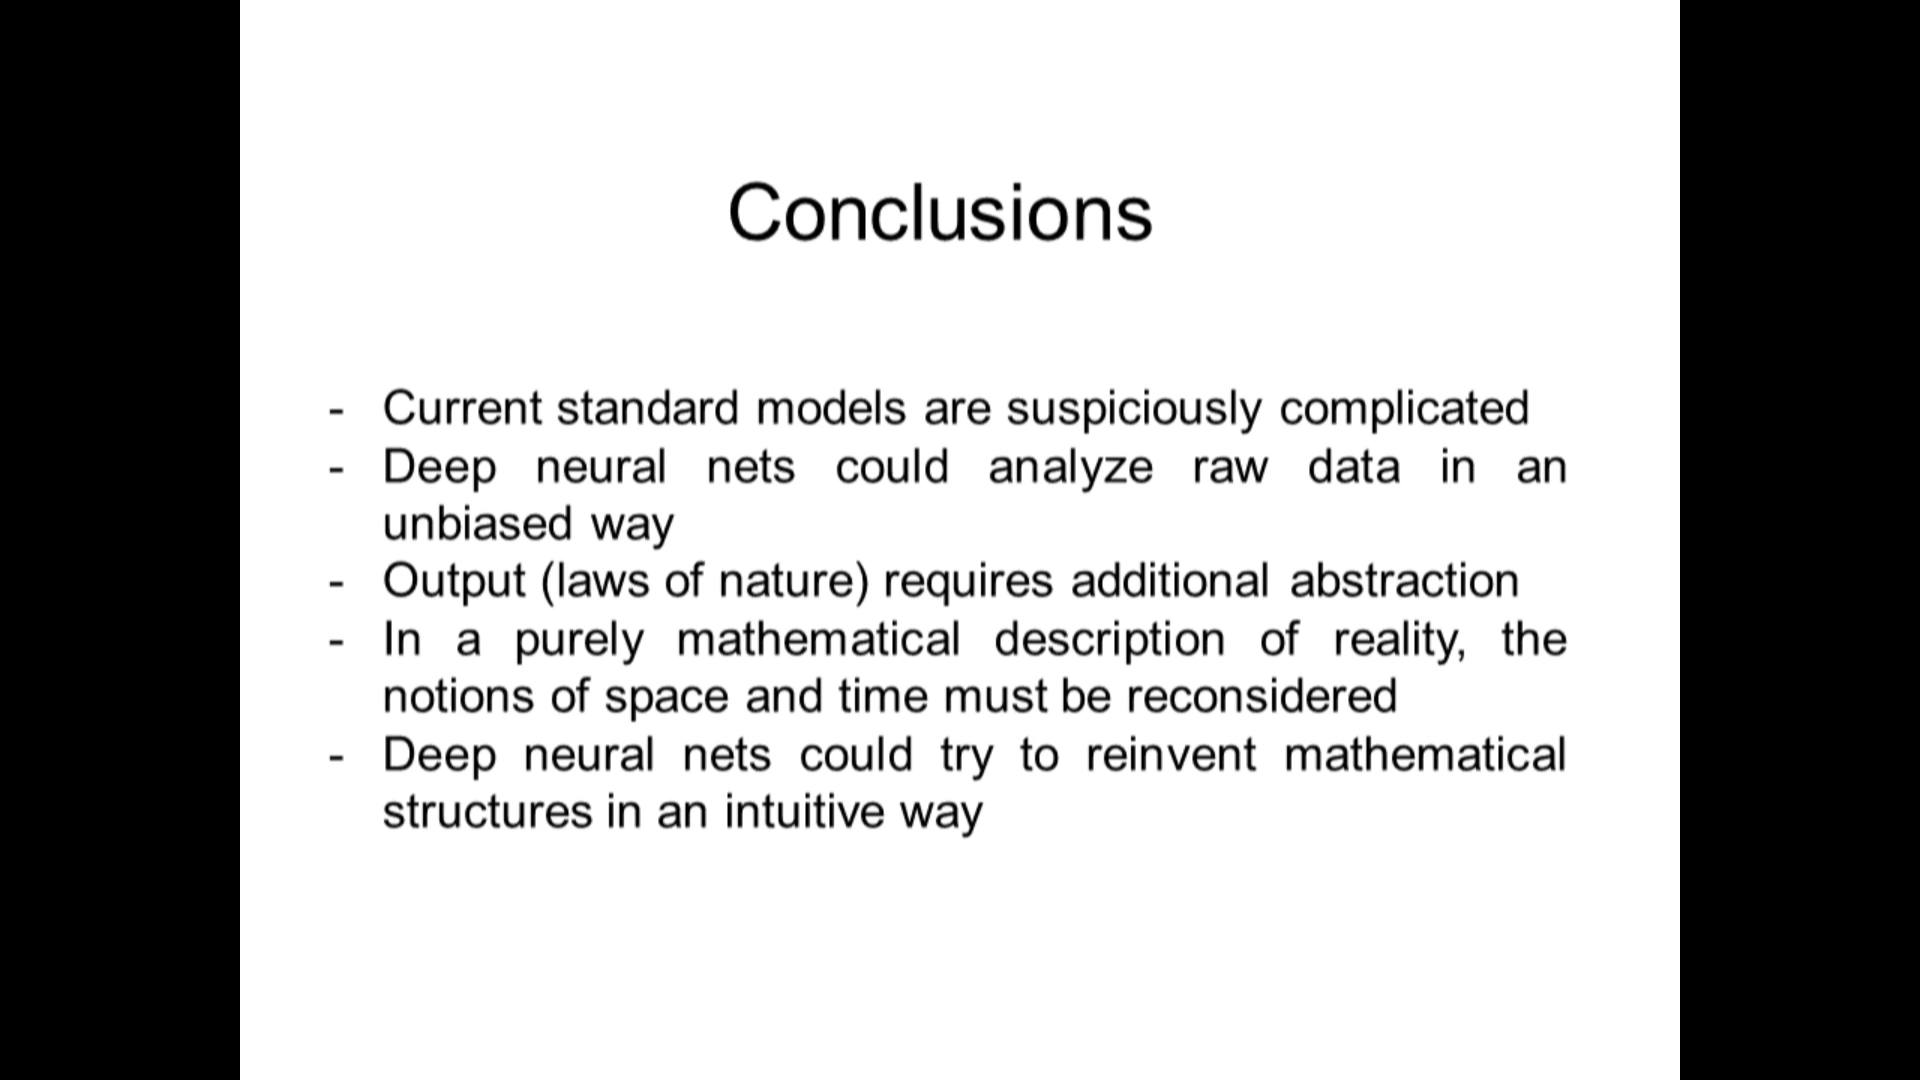 Conclusions
- Current standard models are suspiciously complicated
- Deep neural nets could analyze raw data in an
unbiased way
- Output (laws of nature) requires additional abstraction
- In a purely mathematical description of reality, the
notions of space and time must be reconsidered
- Deep neural nets could try to reinvent mathematical
structures in an intuitive way